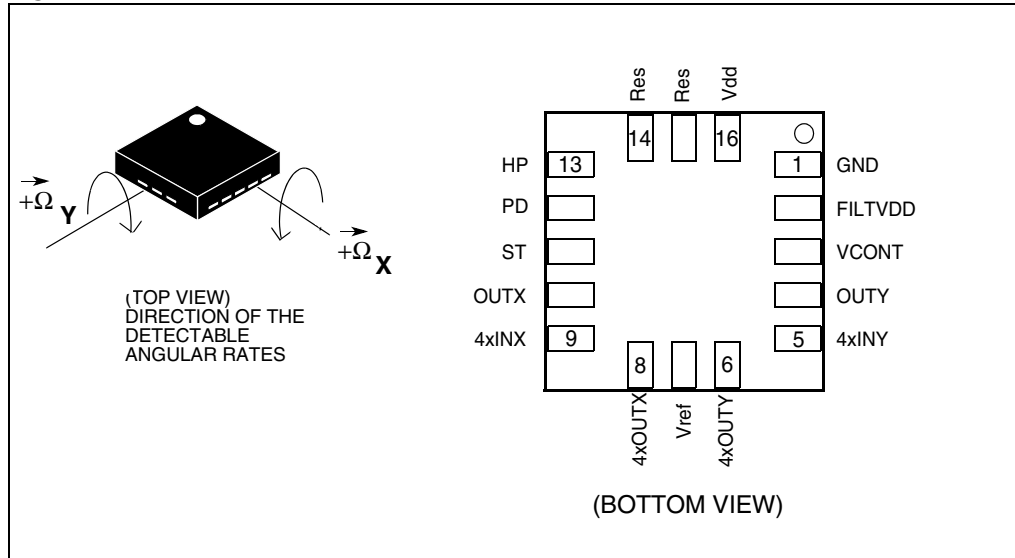 Res
Res
Vdd
14
16
HP
13
1
GND
PD
FILTVDD
ST
VCONT
OUTX
OUTY
4xINX
9
5
4xINY
8
6
4xOUTX
Vref
4xOUTY
(BOTTOM VIEW)
+Ω Y
+Ω X
(TOP VIEW)
DIRECTION OF THE
DETECTABLE
ANGULAR RATES